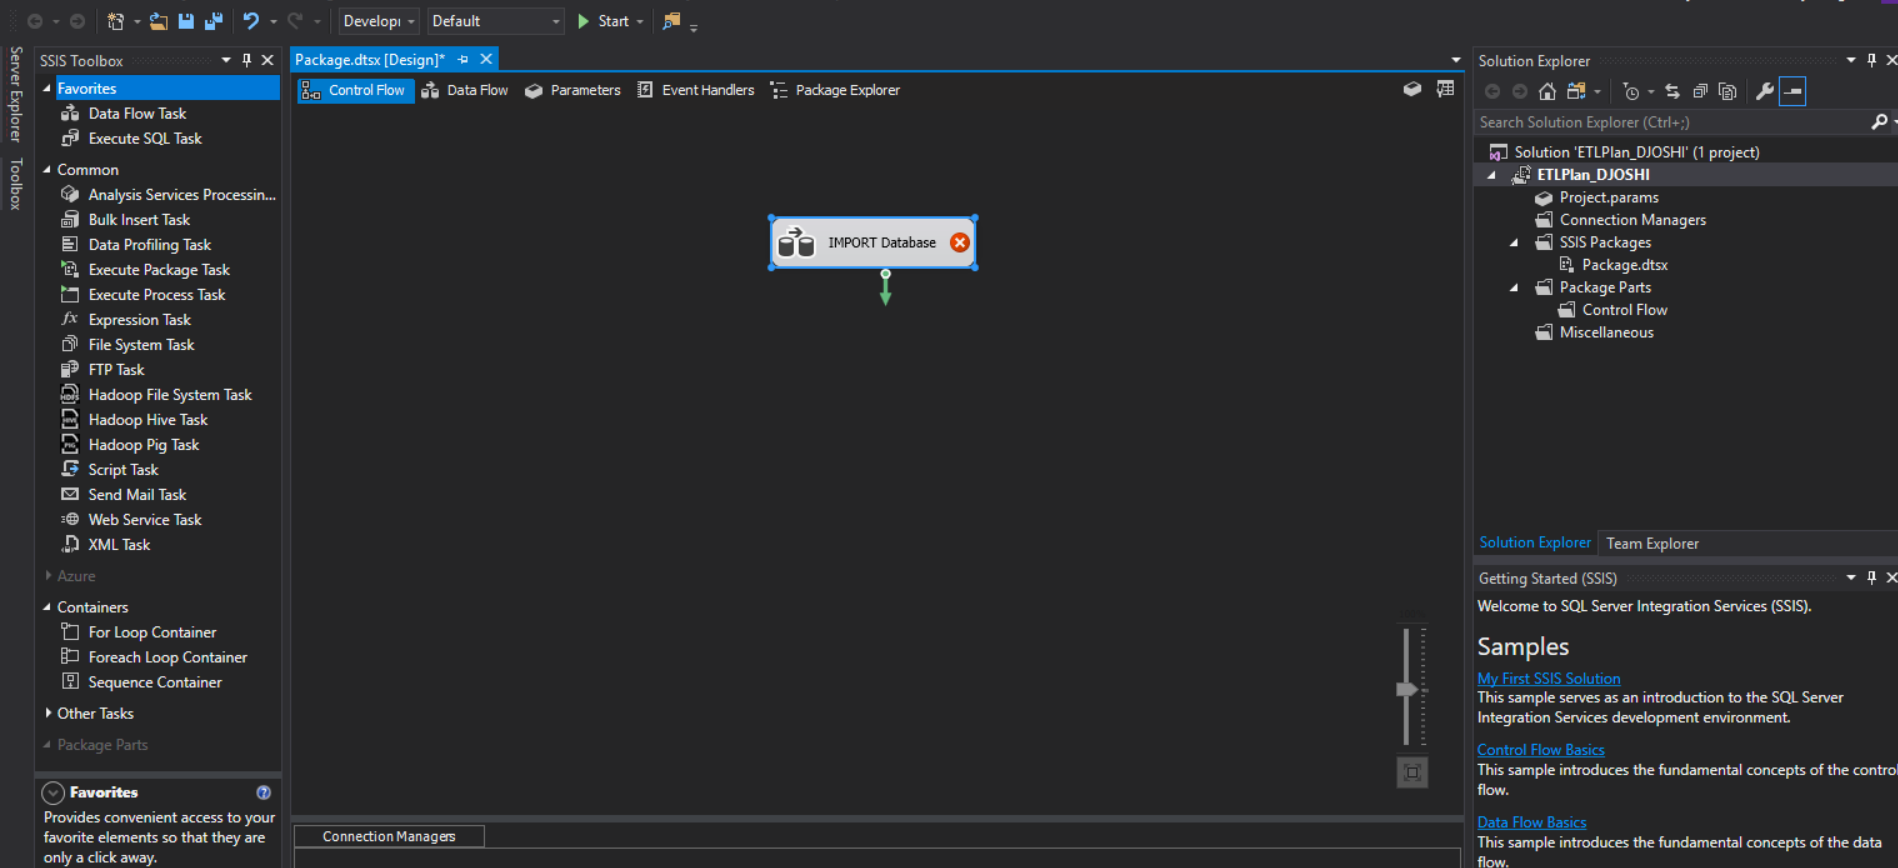 Develop
Default
Start
Server Explorer
Toolbox
SSIS Toolbox
Favorites
Data Flow Task
Execute SQL Task
Common
Analysis Services Processin...
Bulk Insert Task
Data Profiling Task
Execute Package Task
Execute Process Task
fx Expression Task
File System Task
FTP Task
Hadoop File System Task
Hadoop Hive Task
Hadoop Pig Task
Script Task
Send Mail Task
Web Service Task
XML Task
Azure
Containers
For Loop Container
Foreach Loop Container
Sequence Container
Other Tasks
Package Parts
Favorites
Provides convenient access to your
favorite elements so that they are
only a click away.
Package.dtsx [Design]*
Control Flow Data Flow Parameters Event Handlers Package Explorer
IMPORT Database
Connection Managers
Solution Explorer
Search Solution Explorer (Ctrl+;)
Solution 'ETLPlan_DJOSHI' (1 project)
ETLPlan_DJOSHI
Project.params
Connection Managers
SSIS Packages
Package.dtsx
Package Parts
Control Flow
Miscellaneous
Solution Explorer Team Explorer
Getting Started (SSIS)
Welcome to SQL Server Integration Services (SSIS).
Samples
My First SSIS Solution
This sample serves as an introduction to the SQL Server
Integration Services development environment.
Control Flow Basics
This sample introduces the fundamental concepts of the control
flow.
Data Flow Basics
This sample introduces the fundamental concepts of the data
flow.